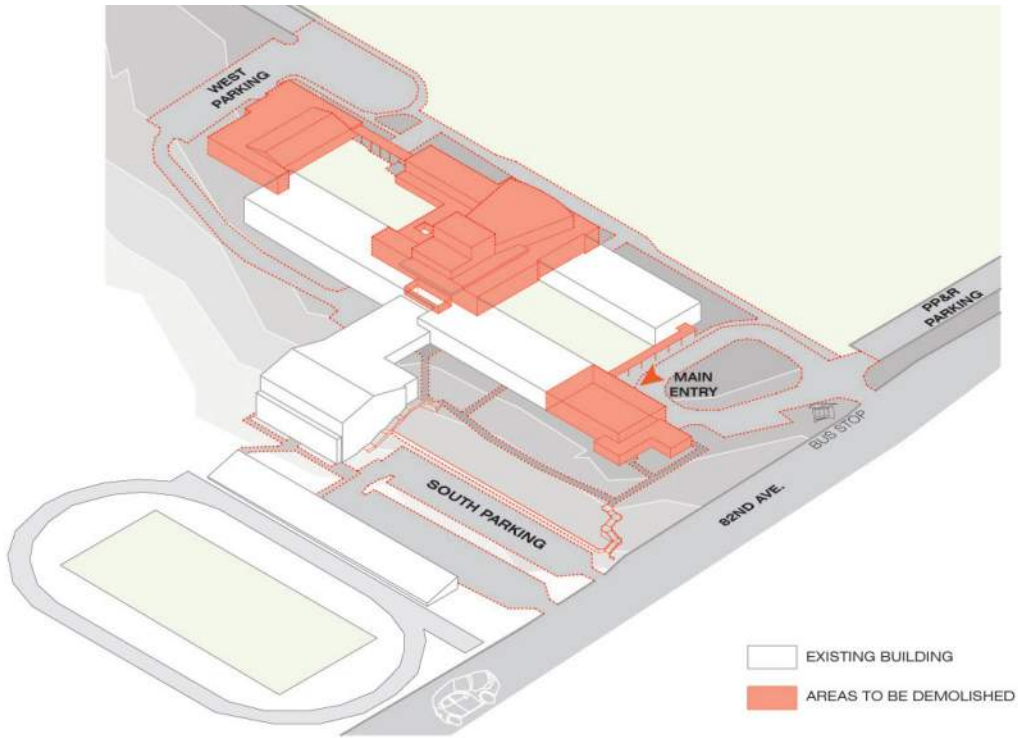 WEST
PARKING
PP&R
PARKING
MAIN
ENTRY
BUS STOP
82ND AVE.
SOUTH PARKING
EXISTING BUILDING
AREAS TO BE DEMOLISHED